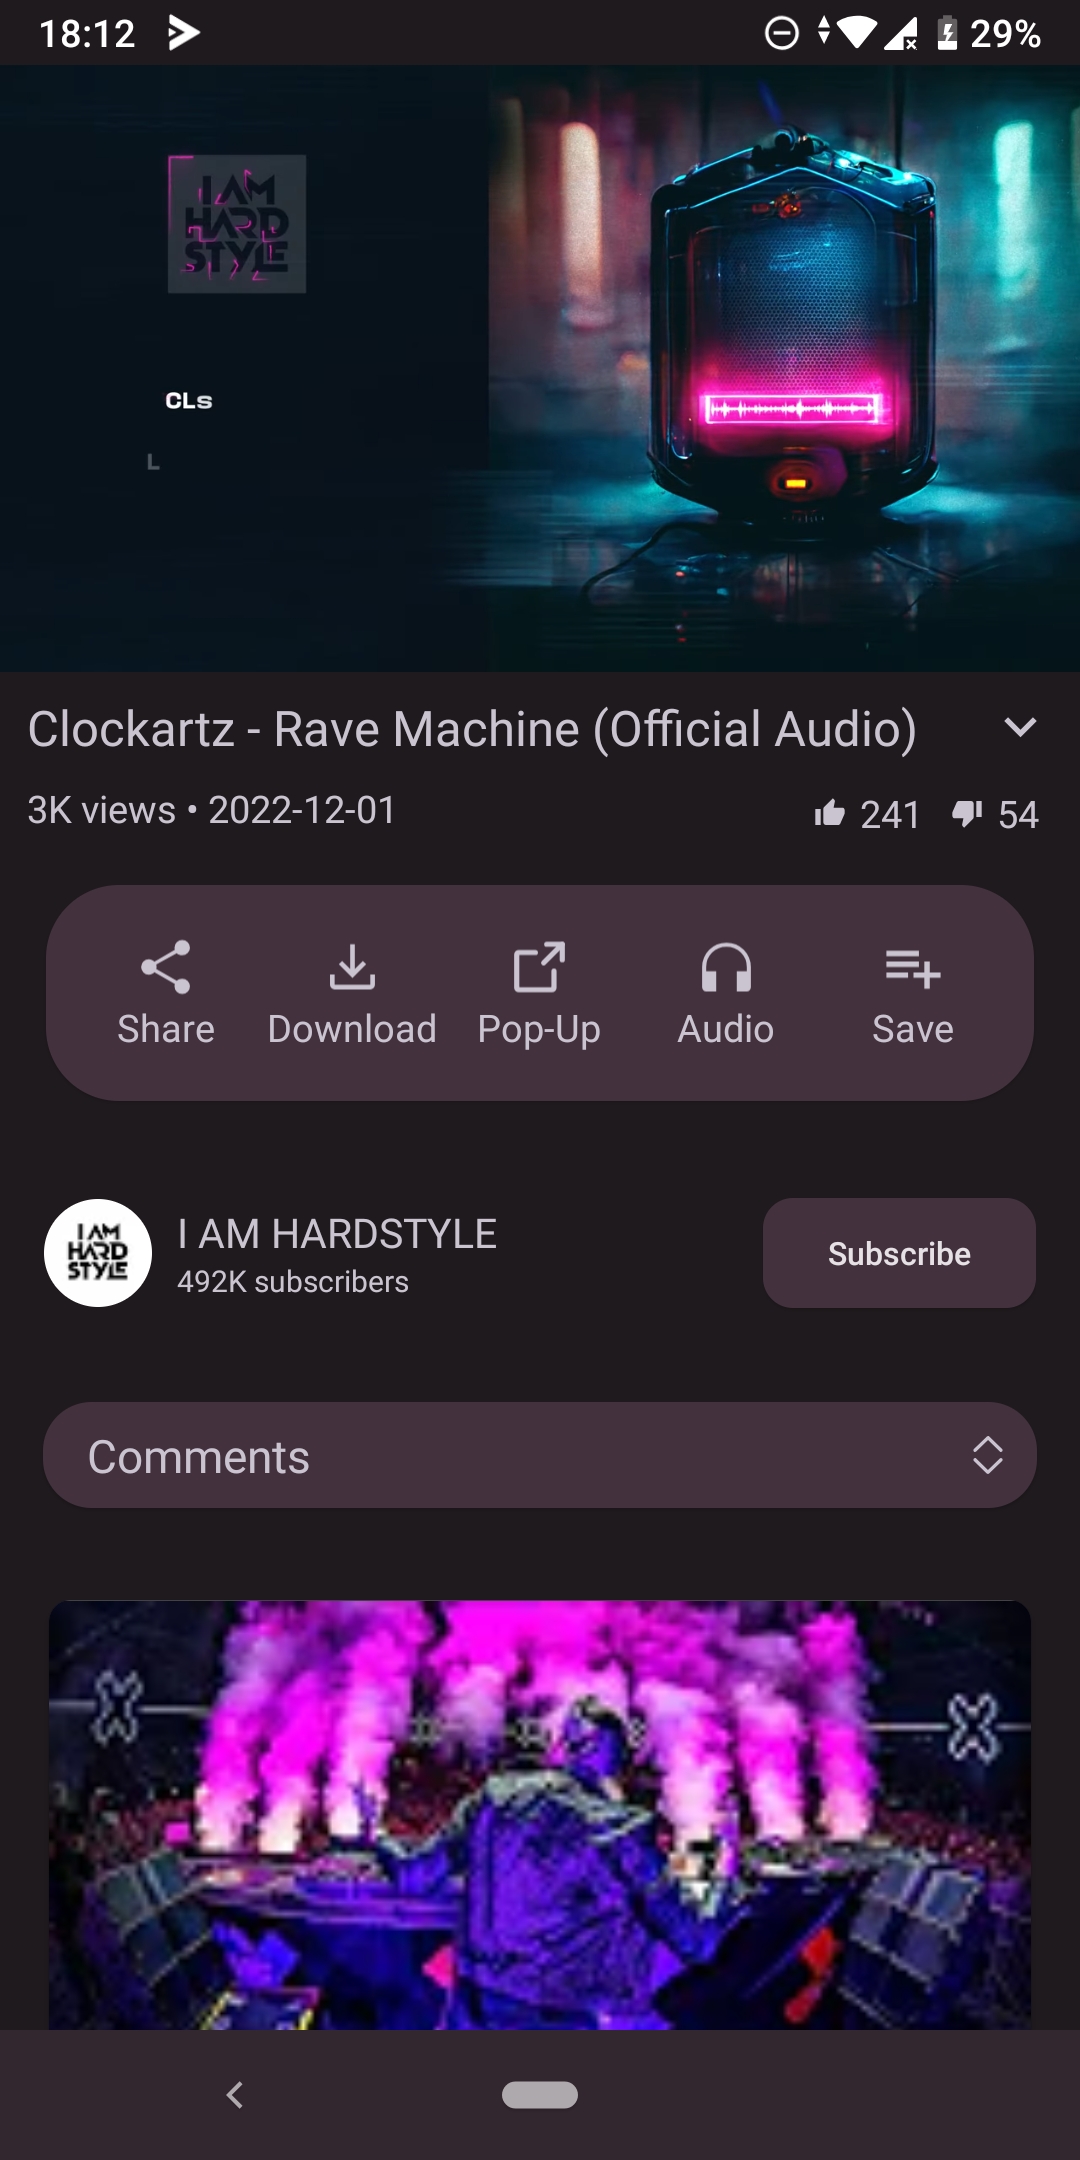 18:12
29%
I AM
HARD
STYLE
CLs
L
Clockartz - Rave Machine (Official Audio)
3K views • 2022-12-01
241 54
Share Download Pop-Up Audio Save
I AM
HARD
STYLE
I AM HARDSTYLE
492K subscribers
Subscribe
Comments